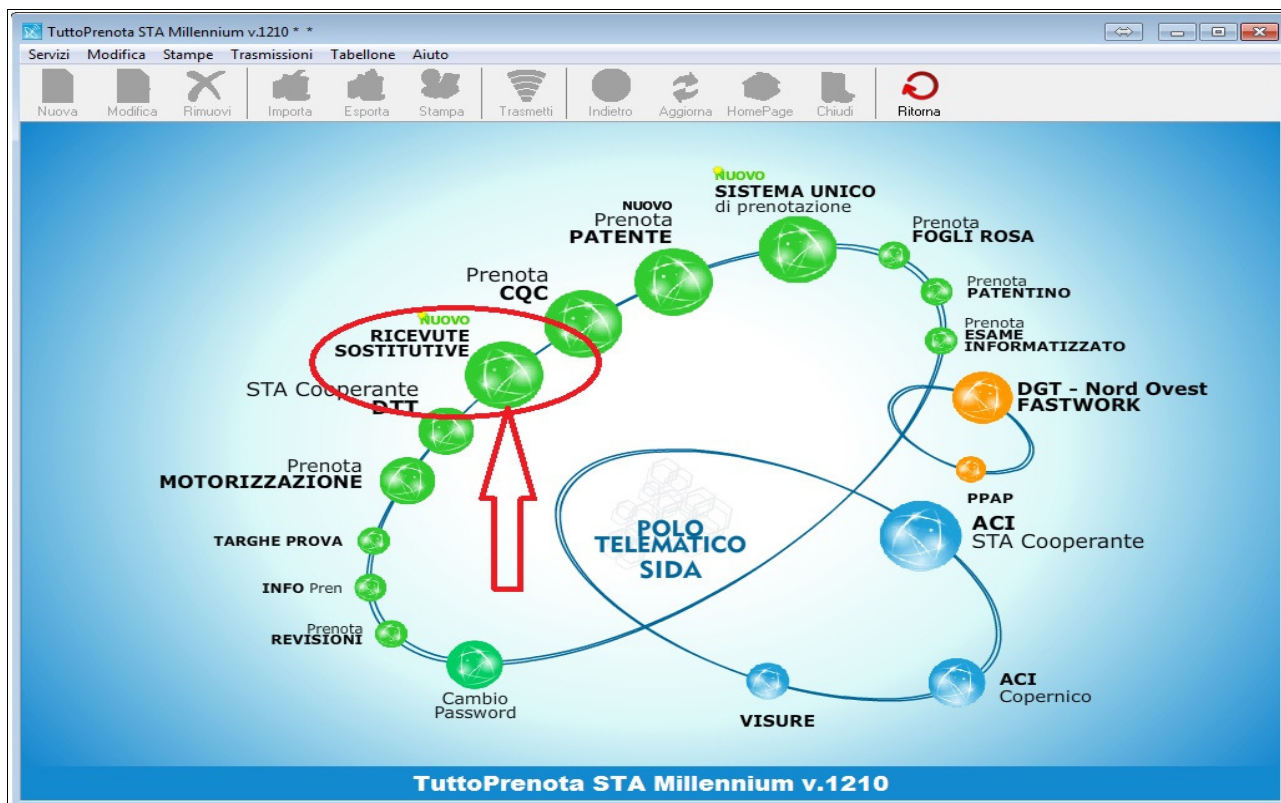 TuttoPrenota STA Millennium v.1210 * *
Servizi Modifica Stampe Trasmissioni Tabellone Aiuto
Nuova Modifica Rimuovi Importa Esporta Stampa Trasmetti Indietro Aggiorna HomePage Chiudi Ritorna
NUOVO
SISTEMA UNICO
di prenotazione
NUOVO
Prenota
PATENTE
Prenota
FOGLI ROSA
Prenota
CQC
Prenota
PATENTINO
NUOVO
RICEVUTE
SOSTITUTIVE
Prenota
ESAME
INFORMATIZZATO
STA Cooperante
DTT
DGT - Nord Ovest
FASTWORK
Prenota
MOTORIZZAZIONE
PPAP
ACI
STA Cooperante
TARGHE PROVA
POLO
TELEMATICO
SIDA
INFO Pren
Prenota
REVISIONI
Cambio
Password
ACI
Copernico
VISURE
TuttoPrenota STA Millennium v.1210